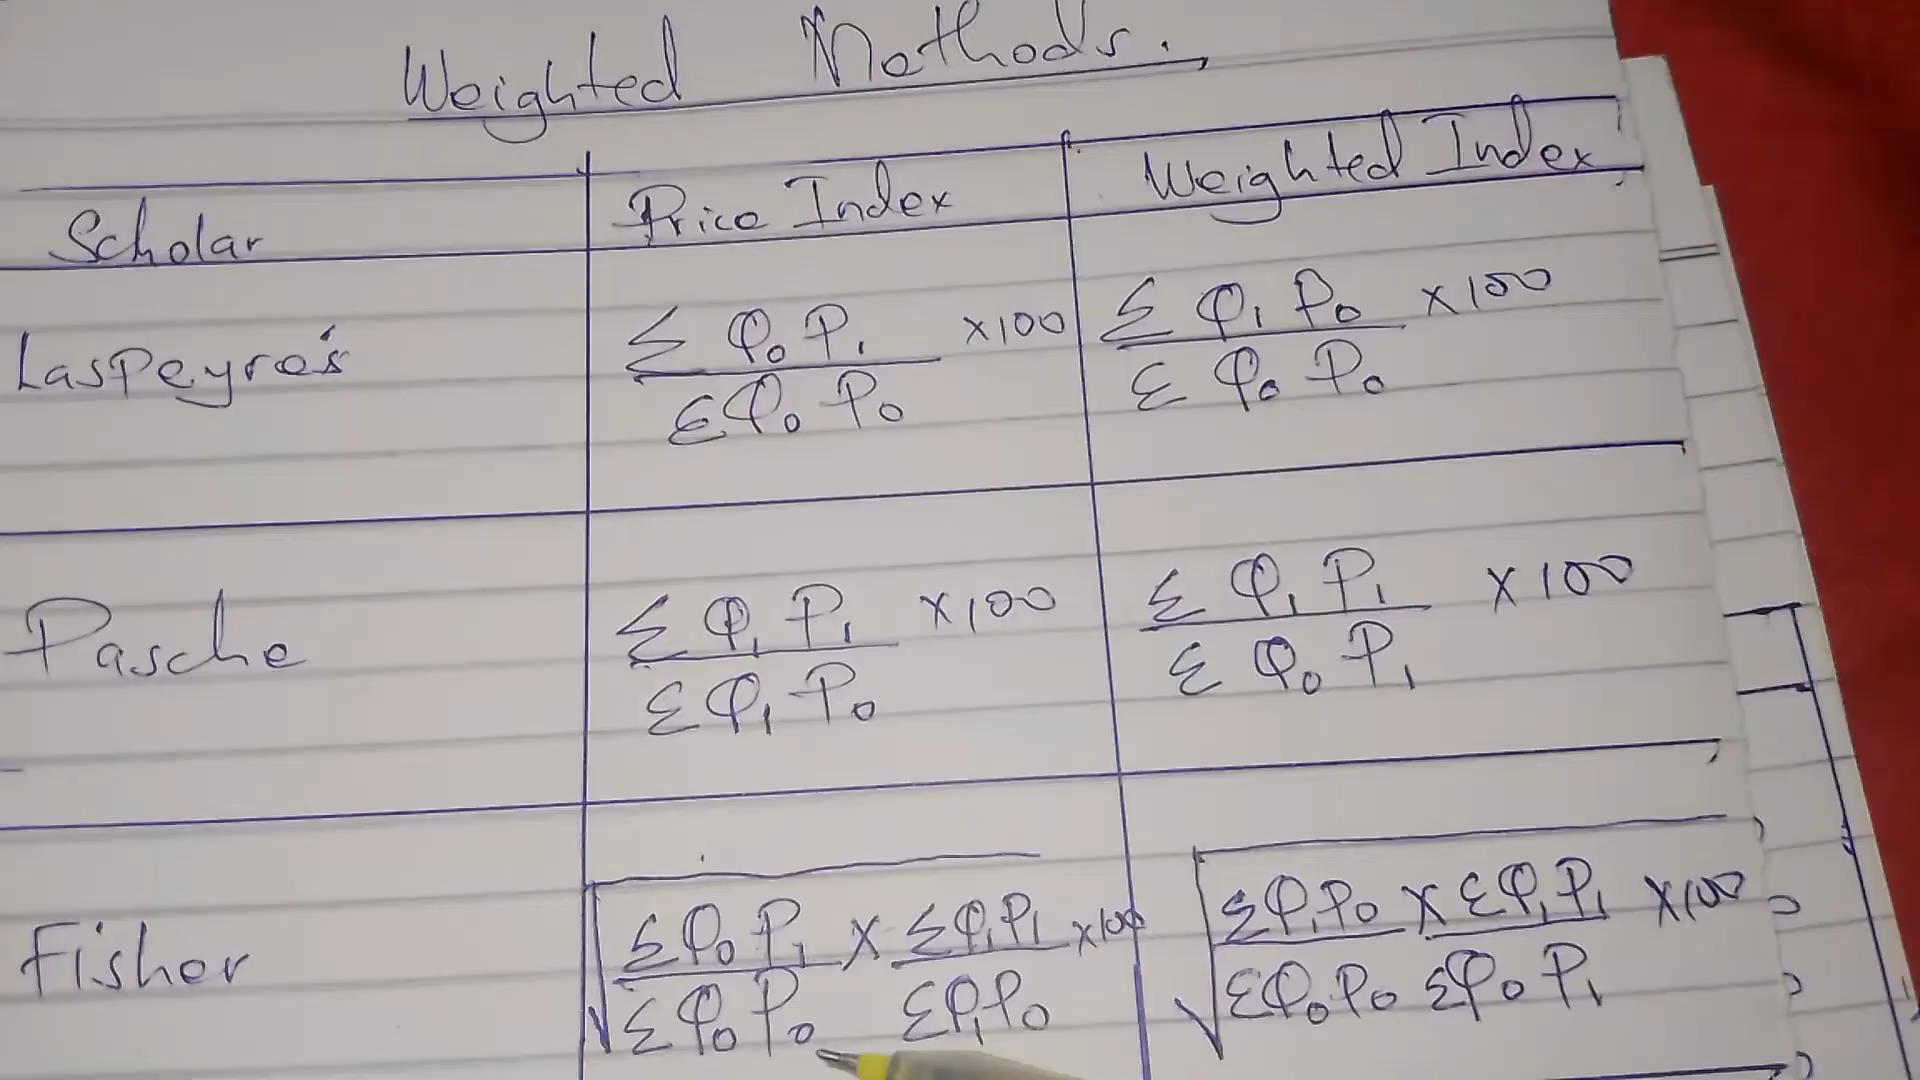 Weighted Methods.
Scholar Price Index Weighted Index
Laspeyre's Σ Q₀ P₁ x100 Σ Q₁ P₀ x100
Σ Q₀ P₀ Σ Q₀ P₀
Pasche Σ Q₁ P₁ x100 Σ Q₁ P₁ x100
Σ Q₁ P₀ Σ Q₀ P₁
Fisher √ Σ Q₀ P₁ x Σ Q₁ P₁ x100 √ Σ Q₁ P₀ x Σ Q₁ P₁ x100
Σ Q₀ P₀ Σ P₁ P₀ Σ Q₀ P₀ Σ Q₀ P₁